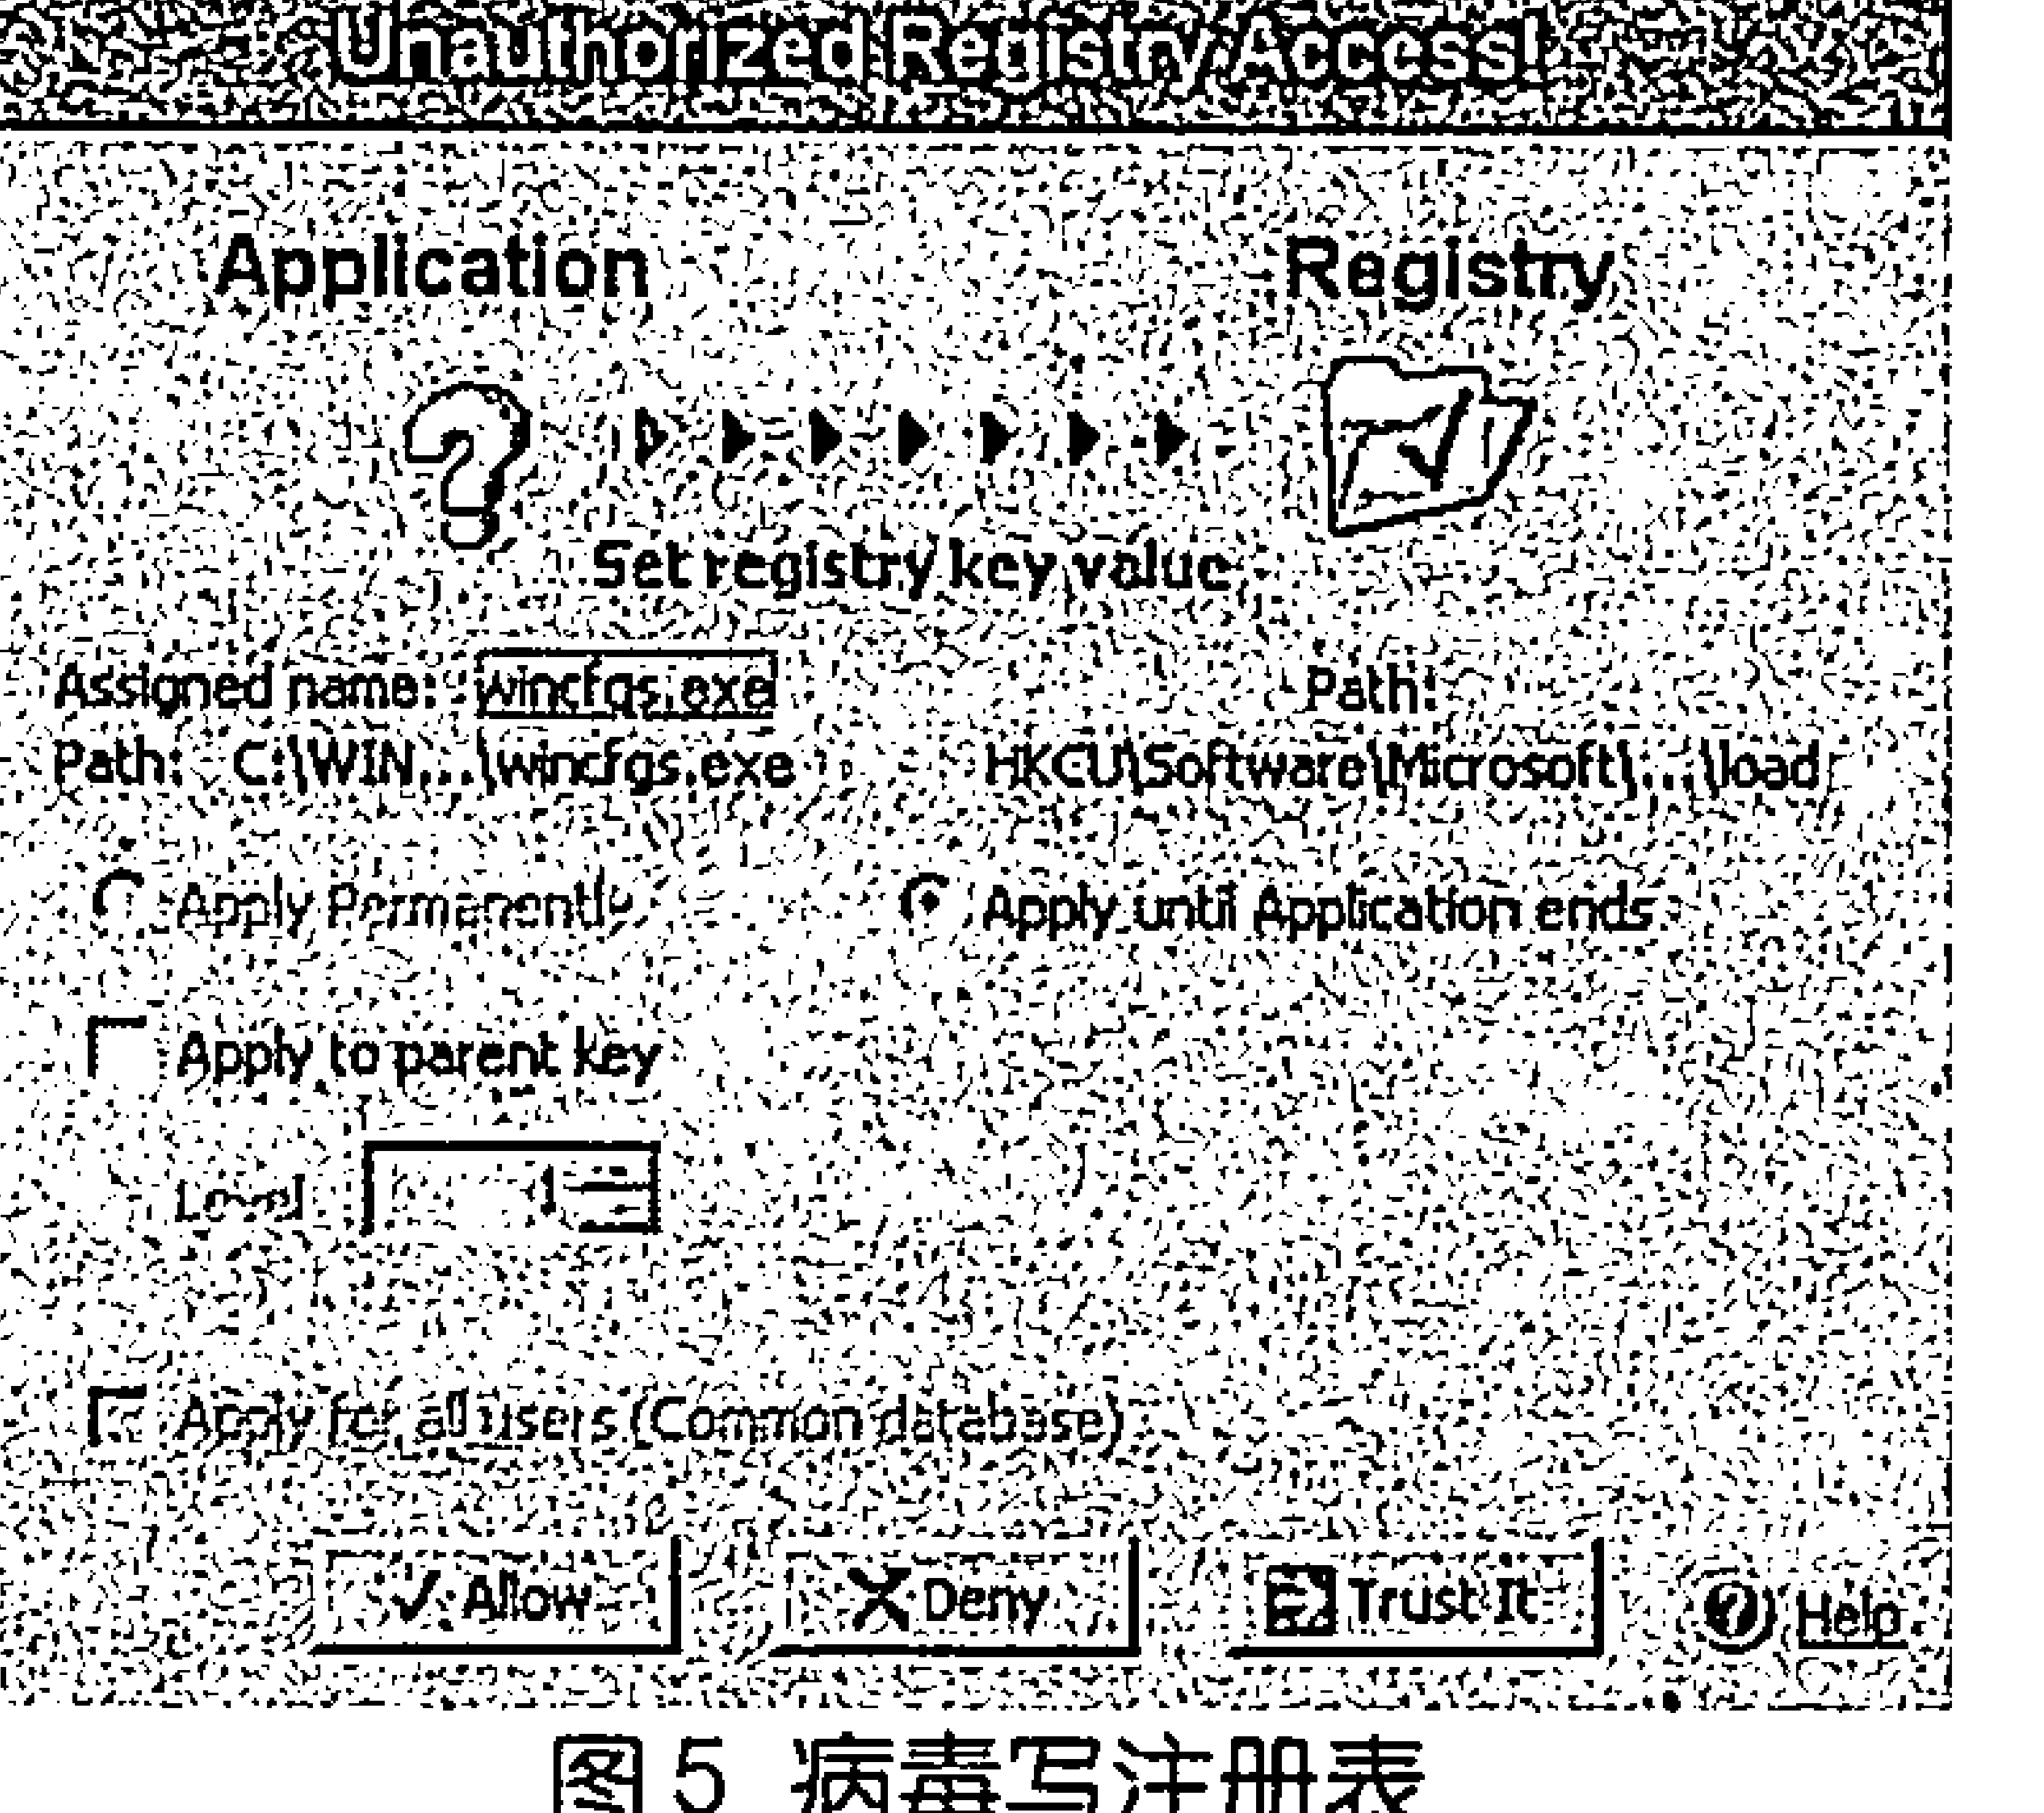 Unauthorized Registry Access!
Application Registry
Set registry key value
Assigned name: wincfgs.exe Path:
Path: C:\WIN...\wincfgs.exe HKCU\Software\Microsoft\...\load
Apply Permanently Apply until Application ends
Apply to parent key
Level 1
Apply for all users (Common database)
Allow Deny Trust It Help
图5 病毒写注册表